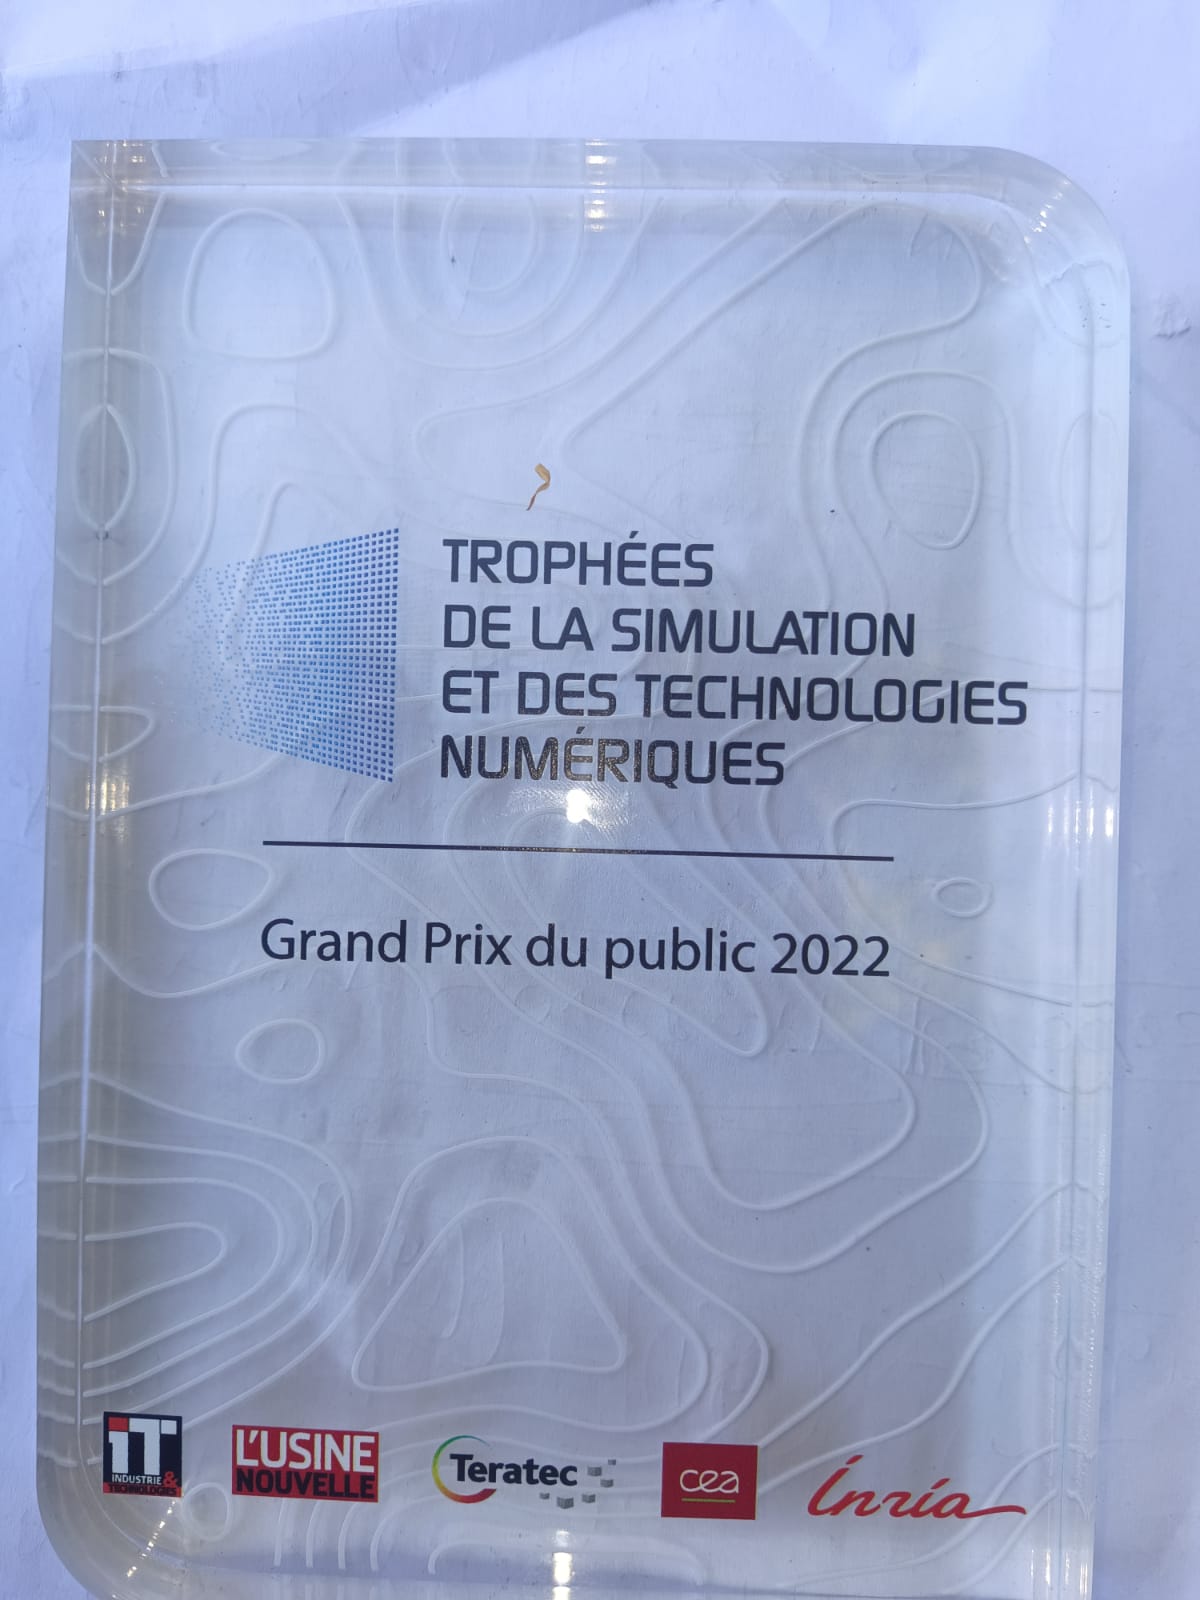 TROPHÉES
DE LA SIMULATION
ET DES TECHNOLOGIES
NUMÉRIQUES
Grand Prix du public 2022
iT
INDUSTRIE &
TECHNOLOGIES
L'USINE
NOUVELLE
Teratec
cea
inria